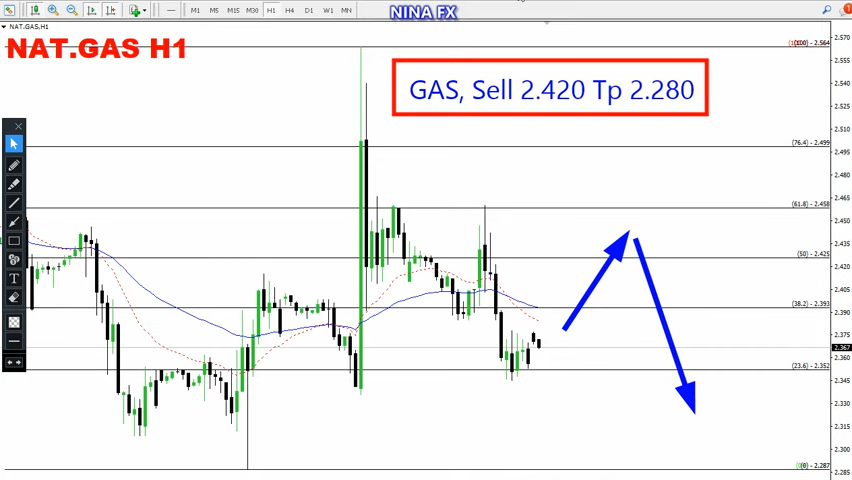 M1 M5 M15 M30 H1 H4 D1 W1 MN
NINA FX
NAT.GAS,H1
NAT.GAS H1
GAS, Sell 2.420 Tp 2.280
(100) - 2.564
(76.4) - 2.499
(61.8) - 2.458
(50) - 2.425
(38.2) - 2.393
(23.6) - 2.352
(0) - 2.287
T
2.570
2.555
2.540
2.525
2.510
2.495
2.480
2.465
2.450
2.435
2.420
2.405
2.390
2.375
2.367
2.360
2.345
2.330
2.315
2.300
2.285